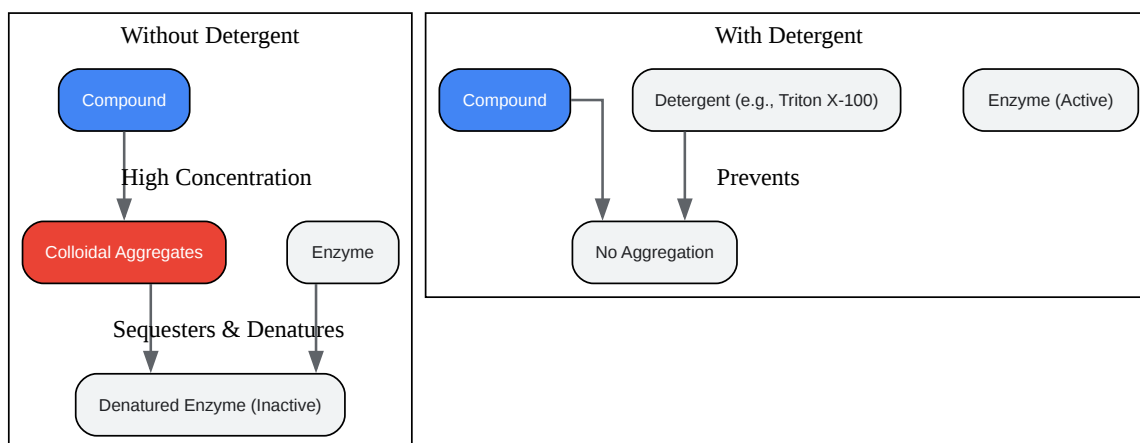 Without Detergent
Compound
High Concentration
Colloidal Aggregates
Enzyme
Sequesters & Denatures
Denatured Enzyme (Inactive)
With Detergent
Compound
Detergent (e.g., Triton X-100)
Enzyme (Active)
Prevents
No Aggregation